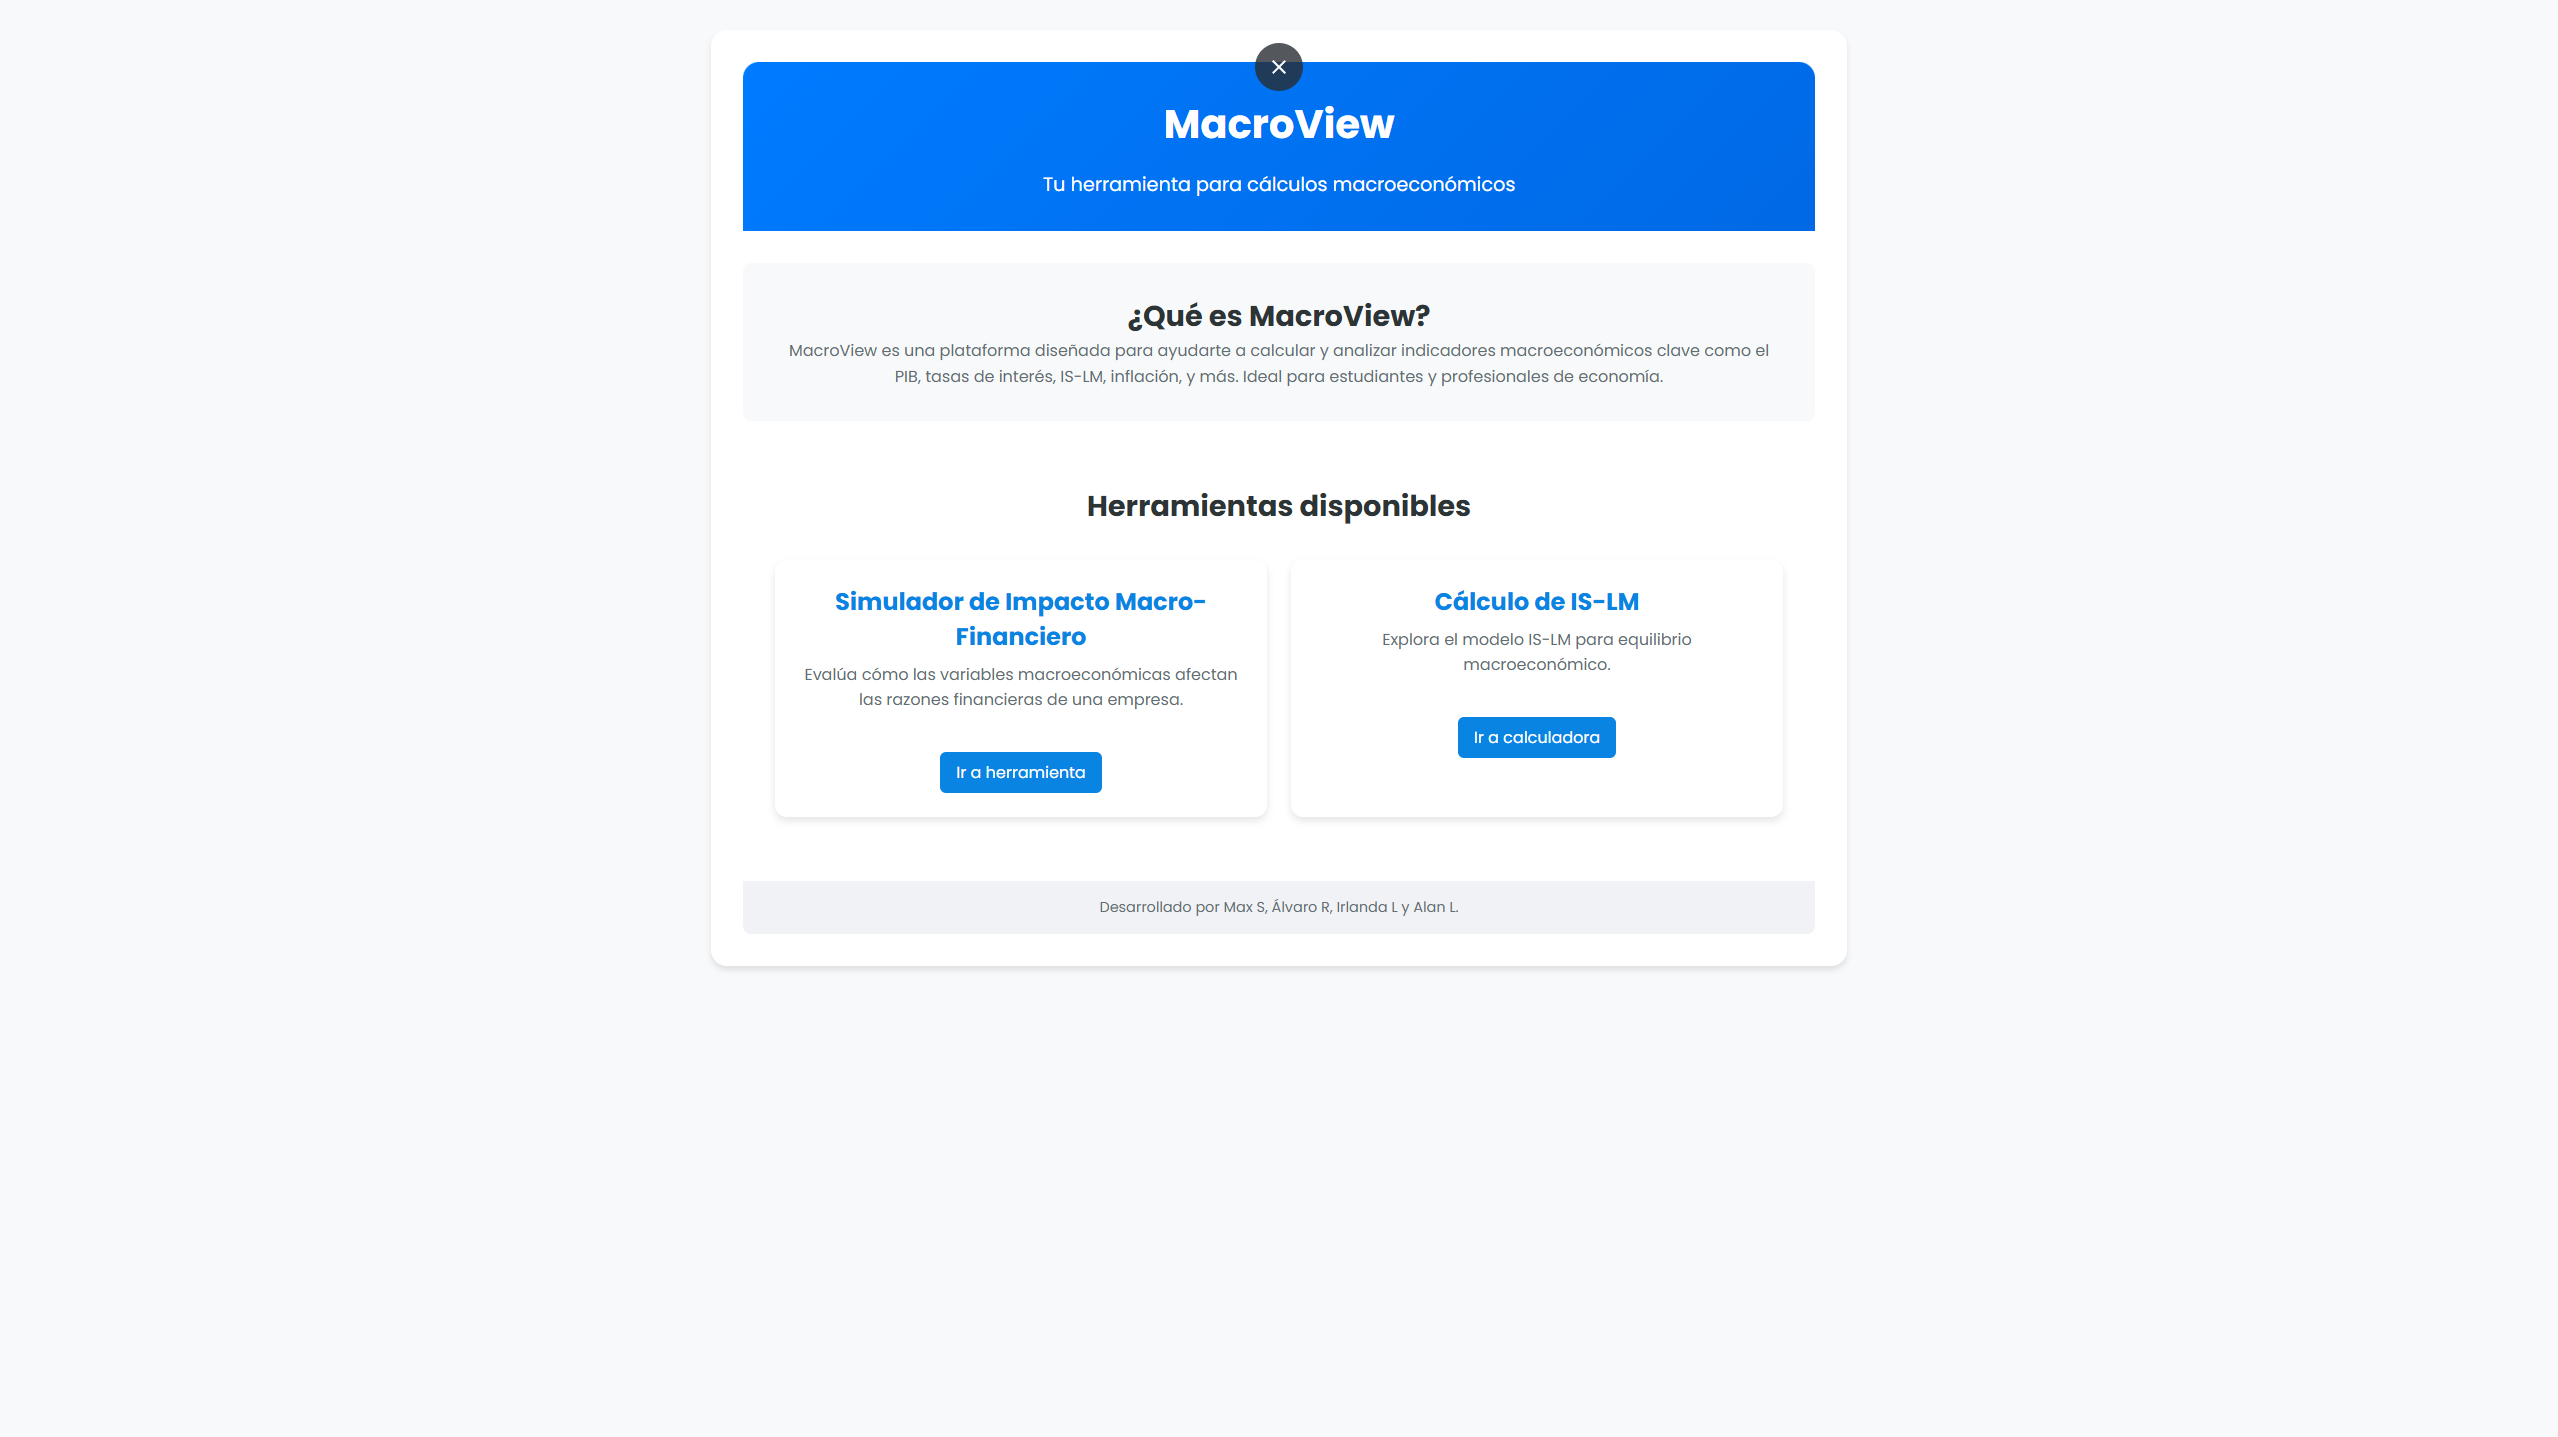 MacroView
Tu herramienta para cálculos macroeconómicos
¿Qué es MacroView?
MacroView es una plataforma diseñada para ayudarte a calcular y analizar indicadores macroeconómicos clave como el
PIB, tasas de interés, IS-LM, inflación, y más. Ideal para estudiantes y profesionales de economía.
Herramientas disponibles
Simulador de Impacto Macro-
Financiero
Evalúa cómo las variables macroeconómicas afectan
las razones financieras de una empresa.
Ir a herramienta
Cálculo de IS-LM
Explora el modelo IS-LM para equilibrio
macroeconómico.
Ir a calculadora
Desarrollado por Max S, Álvaro R, Irlanda L y Alan L.